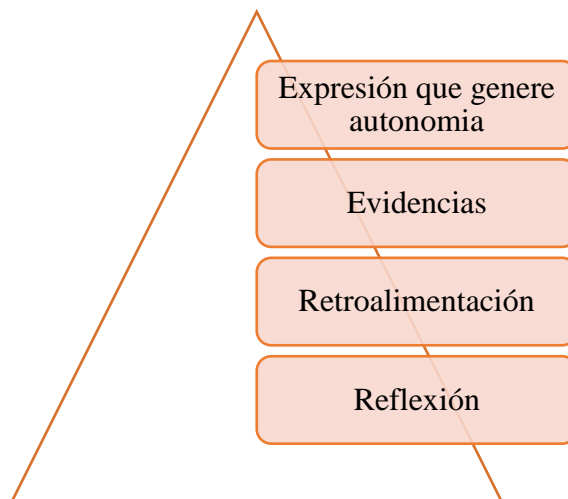 Expresión que genere
autonomia
Evidencias
Retroalimentación
Reflexión